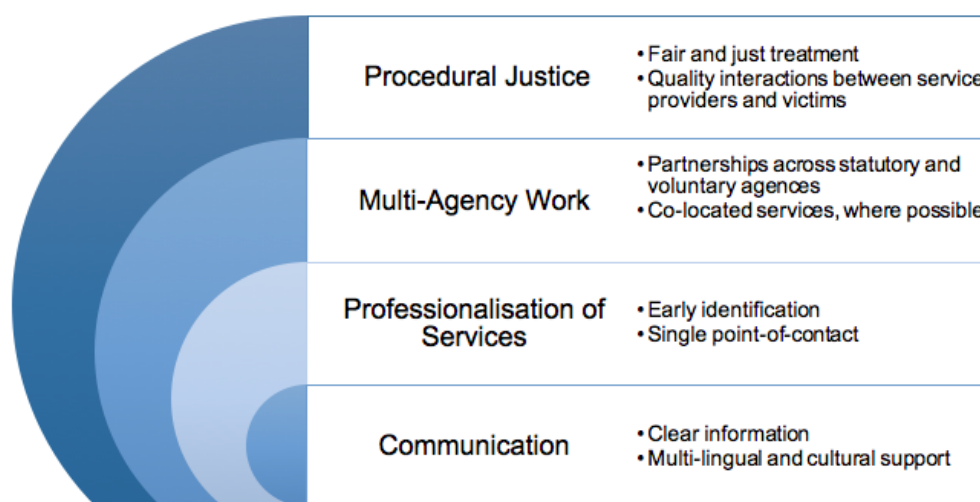 Procedural Justice
• Fair and just treatment
• Quality interactions between service
providers and victims
Multi-Agency Work
• Partnerships across statutory and
voluntary agences
• Co-located services, where possible
Professionalisation of
Services
• Early identification
• Single point-of-contact
Communication
• Clear information
• Multi-lingual and cultural support